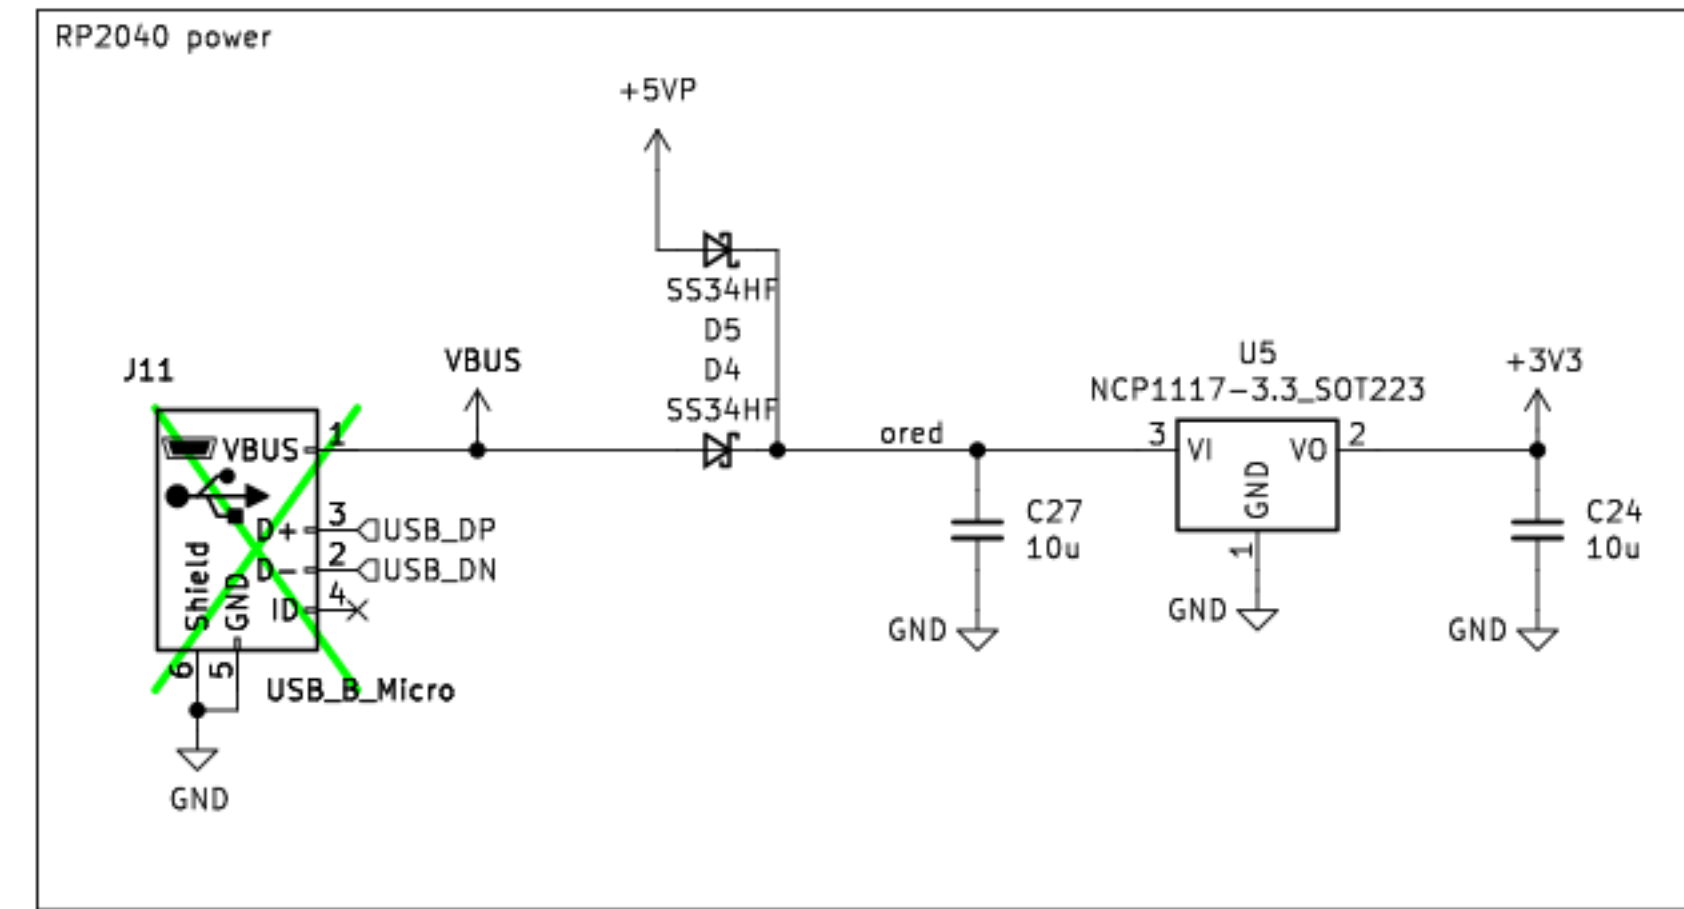 RP2040 power
+5VP
SS34HF
D5
D4
SS34HF
J11
VBUS
U5
NCP1117-3.3_SOT223
+3V3
VBUS
1
ored
3
VI
VO
2
GND
1
D+
3
USB_DP
D-
2
USB_DN
ID
4
Shield
GND
6
5
USB_B_Micro
GND
C27
10u
GND
GND
C24
10u
GND